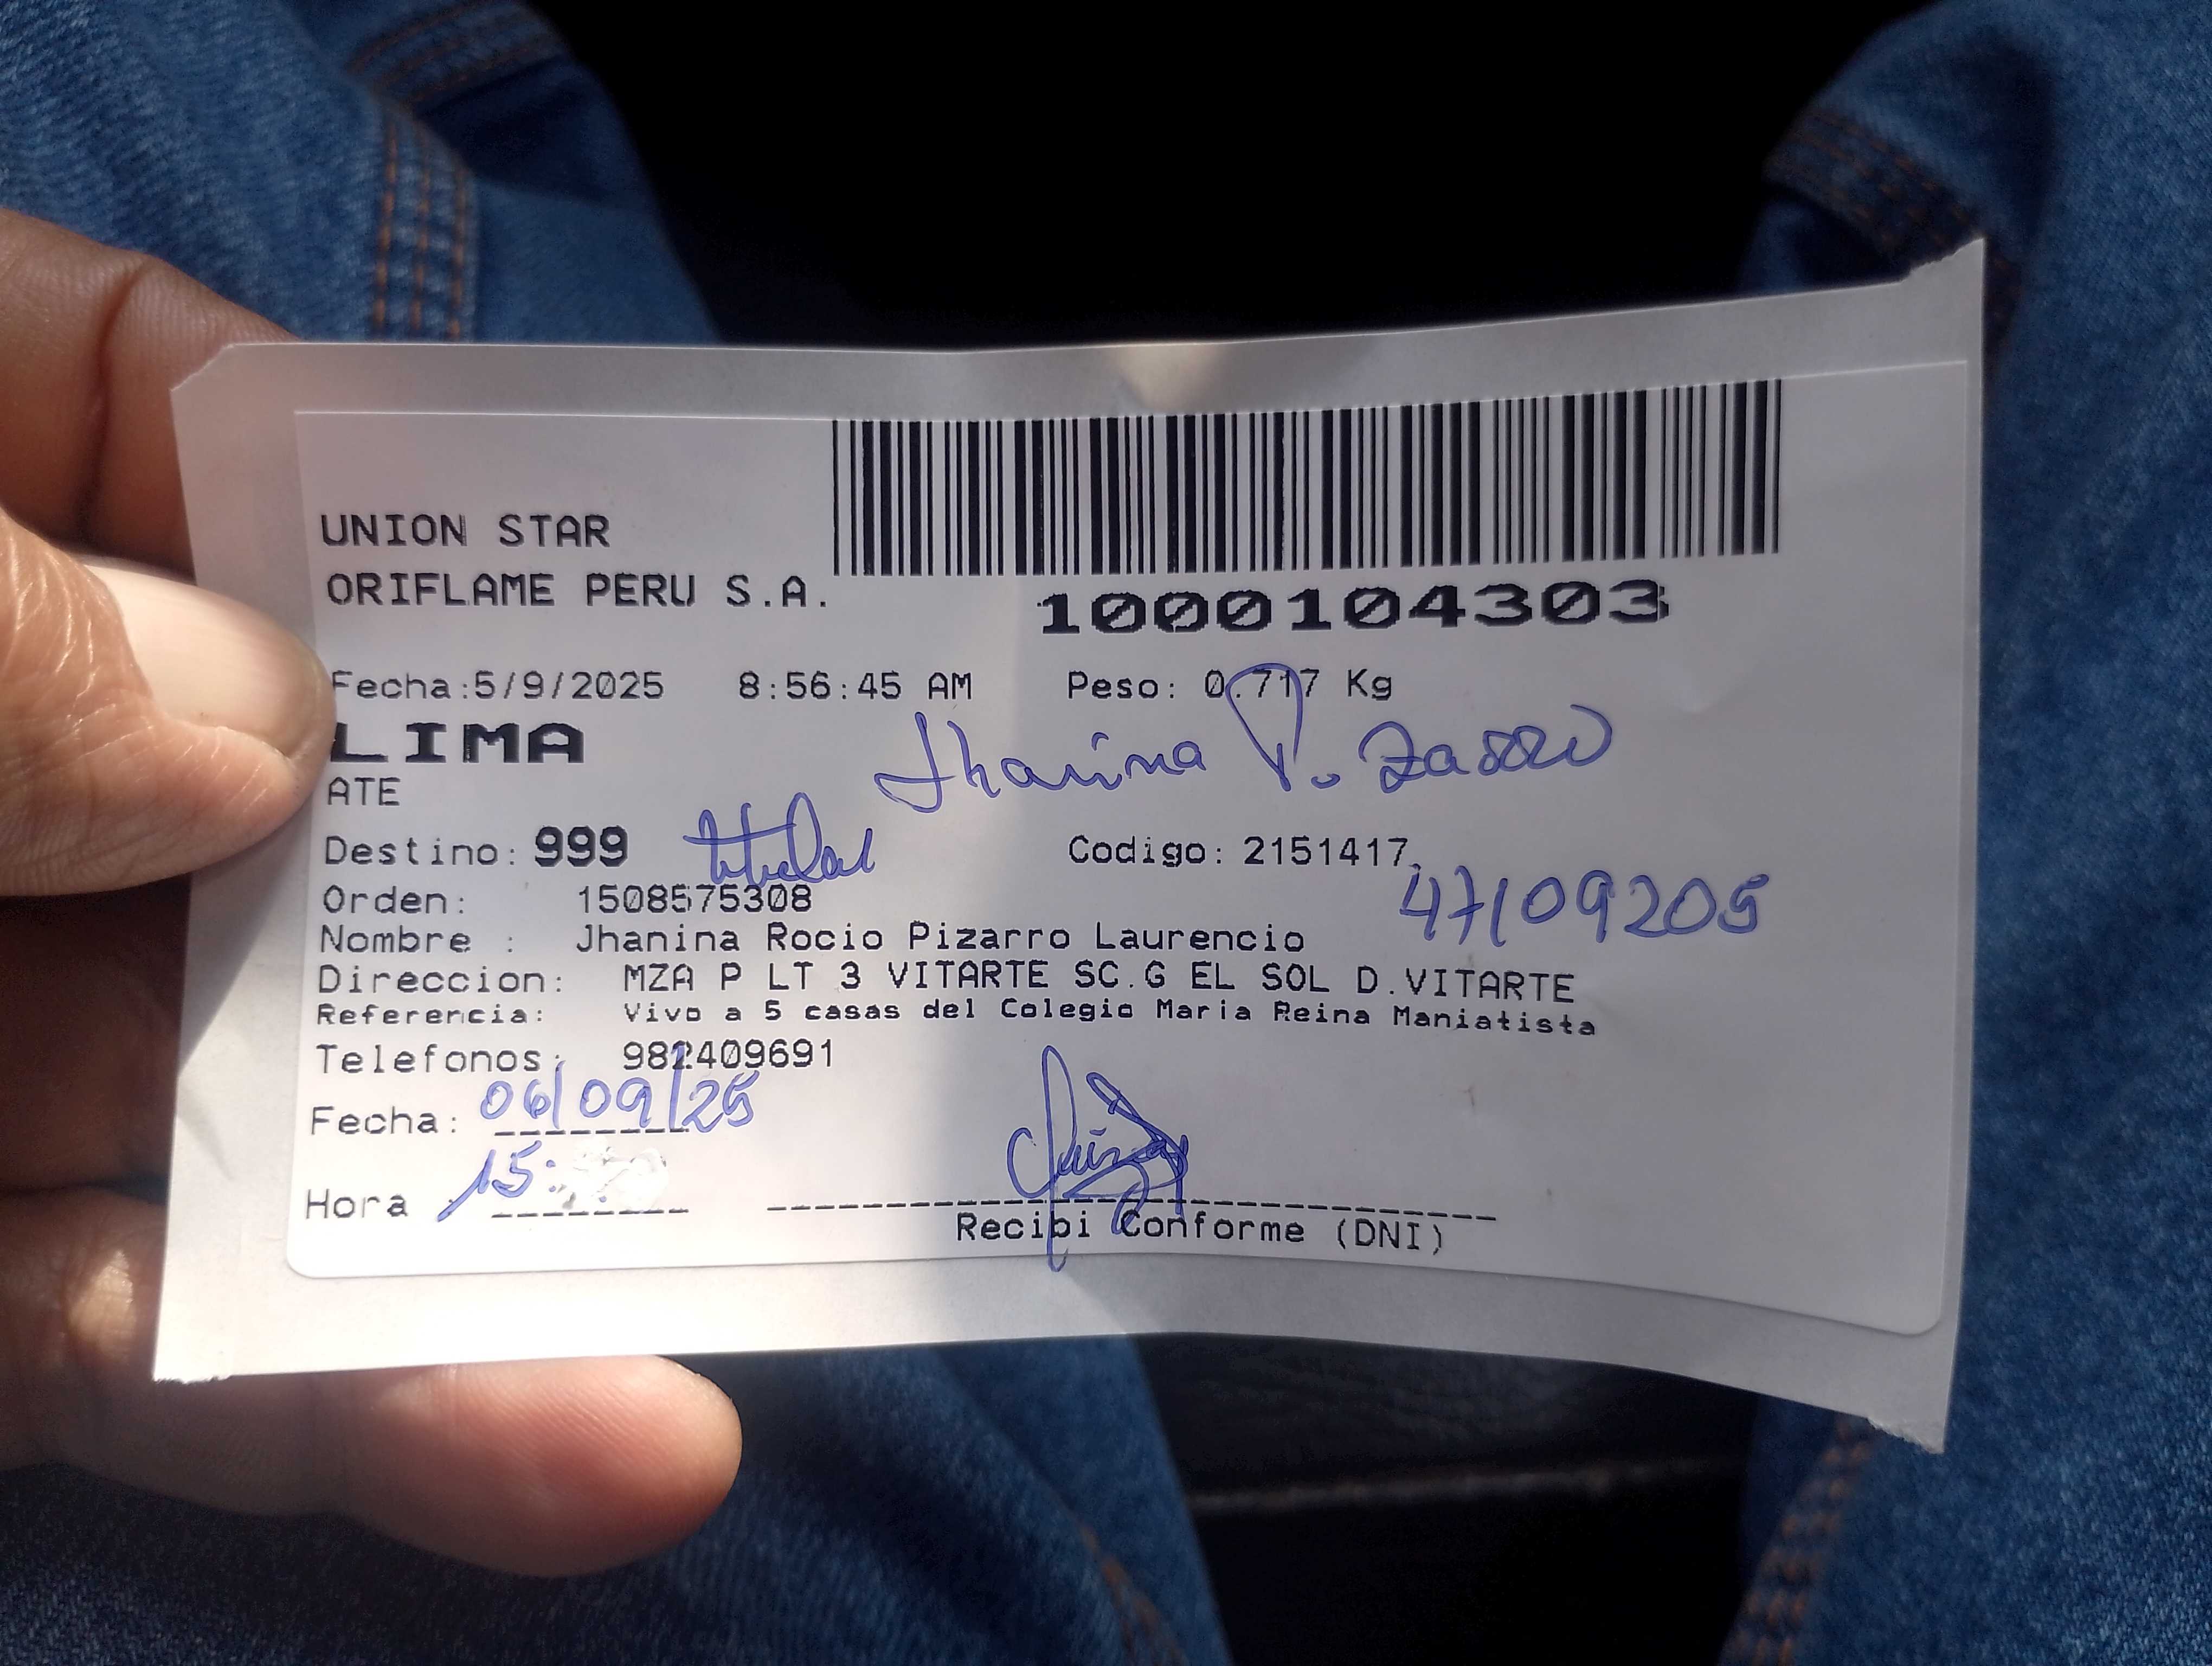 UNION STAR
ORIFLAME PERU S.A.
1000104303
Fecha:5/9/2025 8:56:45 AM Peso: 0.717 Kg
LIMA
Jhanina P. Zarro
ATE
Destino: 999 titular Codigo: 2151417
Orden: 1508575308
47109205
Nombre : Jhanina Rocio Pizarro Laurencio
Direccion: MZA P LT 3 VITARTE SC.G EL SOL D.VITARTE
Referencia: Vivo a 5 casas del Colegio Maria Reina Maniatista
Telefonos: 982409691
Fecha: 06/09/25
Hora 15:
Recibi Conforme (DNI)